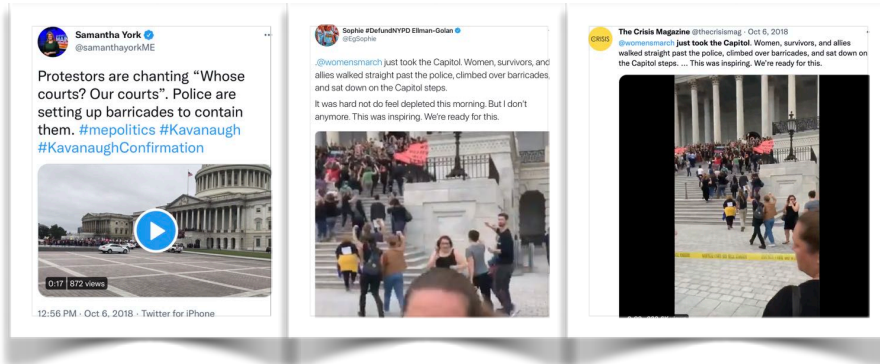 Samantha York
@samanthayorkME
Protestors are chanting “Whose
courts? Our courts”. Police are
setting up barricades to contain
them. #mepolitics #Kavanaugh
#KavanaughConfirmation
0:17 872 views
12:56 PM · Oct 6, 2018 · Twitter for iPhone
Sophie #DefundNYPD Ellman-Golan
@EgSophie
.@womensmarch just took the Capitol. Women, survivors, and
allies walked straight past the police, climbed over barricades,
and sat down on the Capitol steps.
It was hard not do feel depleted this morning. But I don't
anymore. This was inspiring. We're ready for this.
CRISIS
The Crisis Magazine @thecrisismag · Oct 6, 2018
@womensmarch just took the Capitol. Women, survivors, and allies
walked straight past the police, climbed over barricades, and sat down on
the Capitol steps. ... This was inspiring. We're ready for this.